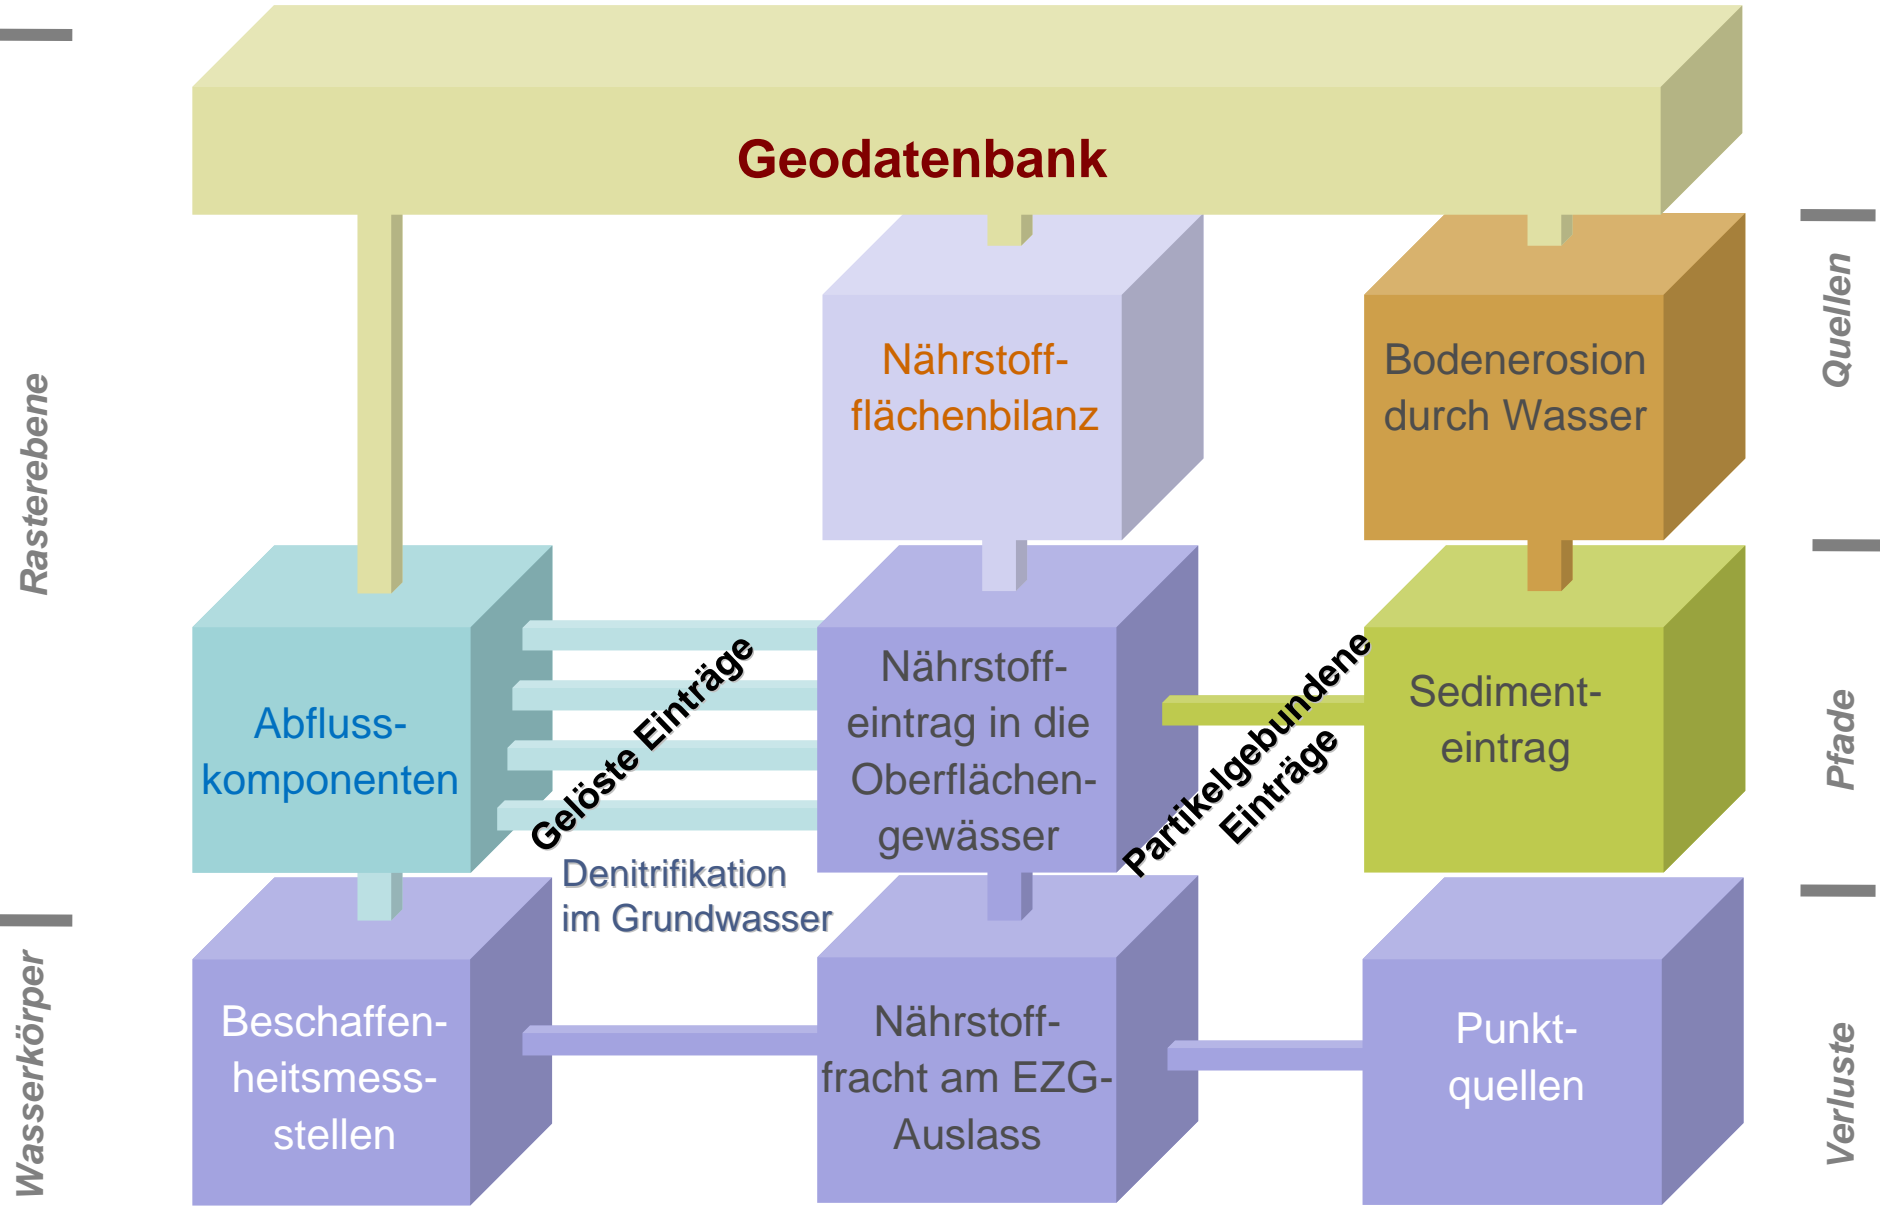 Geodatenbank
Rasterebene
Wasserkörper
Quellen
Pfade
Verluste
Nährstoff-
flächenbilanz
Bodenerosion
durch Wasser
Abfluss-
komponenten
Gelöste Einträge
Denitrifikation
im Grundwasser
Nährstoff-
eintrag in die
Oberflächen-
gewässer
Partikelgebundene
Einträge
Sediment-
eintrag
Beschaffen-
heitsmess-
stellen
Nährstoff-
fracht am EZG-
Auslass
Punkt-
quellen